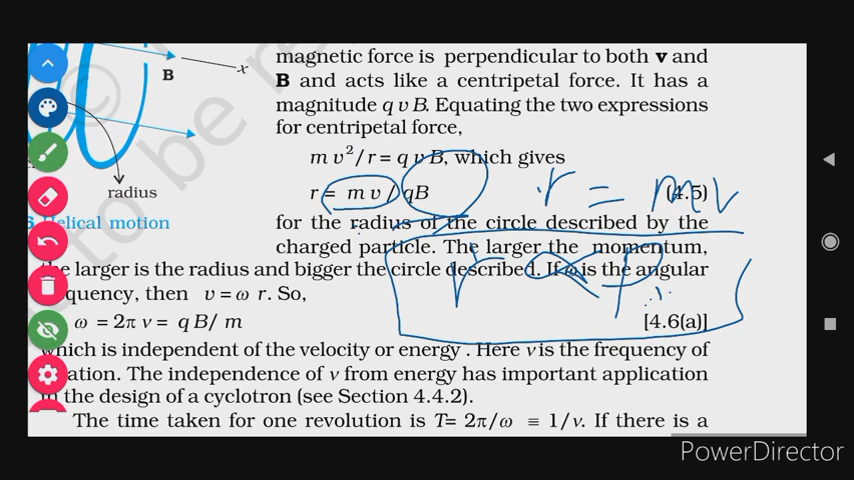 magnetic force is perpendicular to both v and
B and acts like a centripetal force. It has a
magnitude q v B. Equating the two expressions
for centripetal force,
m v²/r = q v B, which gives
r = m v / qB (4.5)
r = mv
for the radius of the circle described by the
charged particle. The larger the momentum,
the larger is the radius and bigger the circle described. If ω is the angular
frequency, then v = ω r. So,
r ∝ p
ω = 2π ν = q B/ m [4.6(a)]
which is independent of the velocity or energy . Here ν is the frequency of
rotation. The independence of ν from energy has important application
in the design of a cyclotron (see Section 4.4.2).
The time taken for one revolution is T= 2π/ω ≡ 1/ν. If there is a
B
x
radius
Helical motion
PowerDirector